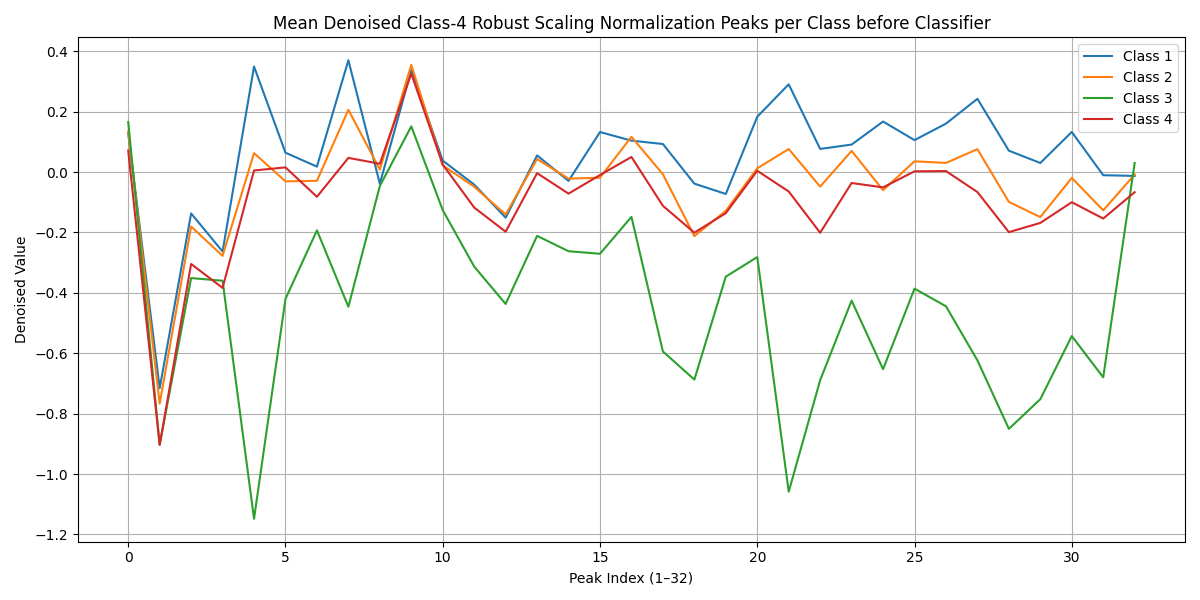 Mean Denoised Class-4 Robust Scaling Normalization Peaks per Class before Classifier
Class 1
Class 2
Class 3
Class 4
Denoised Value
0.4
0.2
0.0
−0.2
−0.4
−0.6
−0.8
−1.0
−1.2
0 5 10 15 20 25 30
Peak Index (1–32)